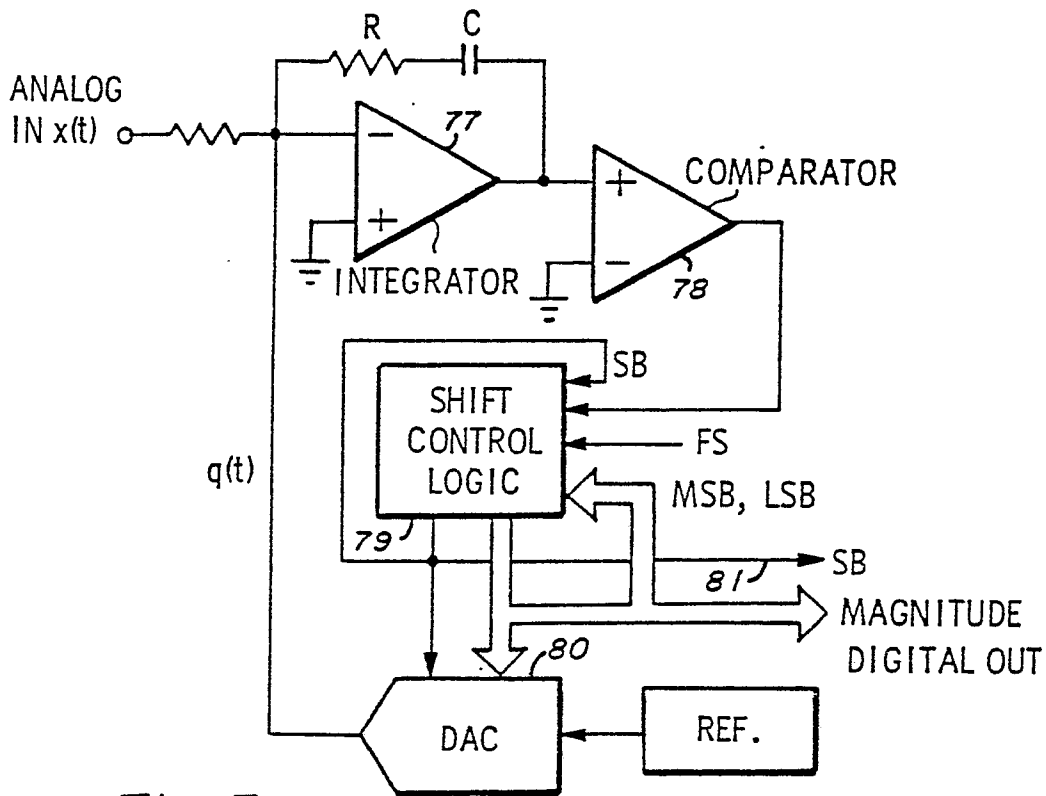 R
C
ANALOG
IN x(t)
−
+
77
INTEGRATOR
+
−
COMPARATOR
78
SB
SHIFT
CONTROL
LOGIC
FS
MSB, LSB
q(t)
79
81
SB
MAGNITUDE
DIGITAL OUT
80
DAC
REF.